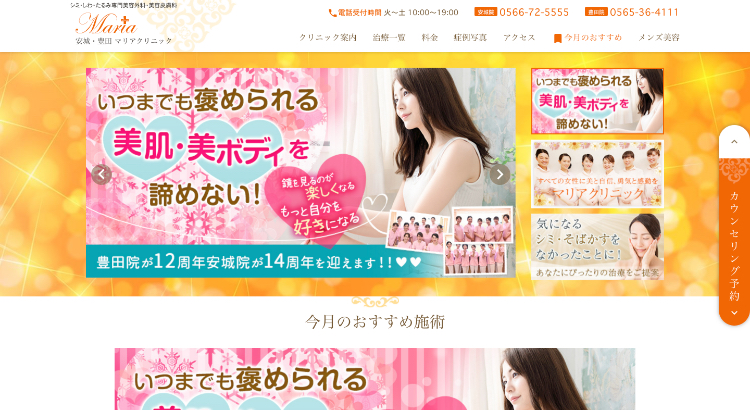 シミ・しわ・たるみ専門美容外科・美容皮膚科
Maria
安城・豊田 マリアクリニック
電話受付時間 火〜土 10:00〜19:00
安城院 0566-72-5555
豊田院 0565-36-4111
クリニック案内 治療一覧 料金 症例写真 アクセス 今月のおすすめ メンズ美容
いつまでも褒められる
美肌・美ボディを
諦めない!
鏡を見るのが
楽しくなる
もっと自分を
好きになる
豊田院が12周年安城院が14周年を迎えます!!♥♥
いつまでも褒められる
美肌・美ボディを
諦めない!
すべての女性に美と自信、勇気と感動を
マリアクリニック
気になる
シミ・そばかすを
なかったことに!
あなたにぴったりの治療をご提案
カウンセリング予約
今月のおすすめ施術
いつまでも褒められる